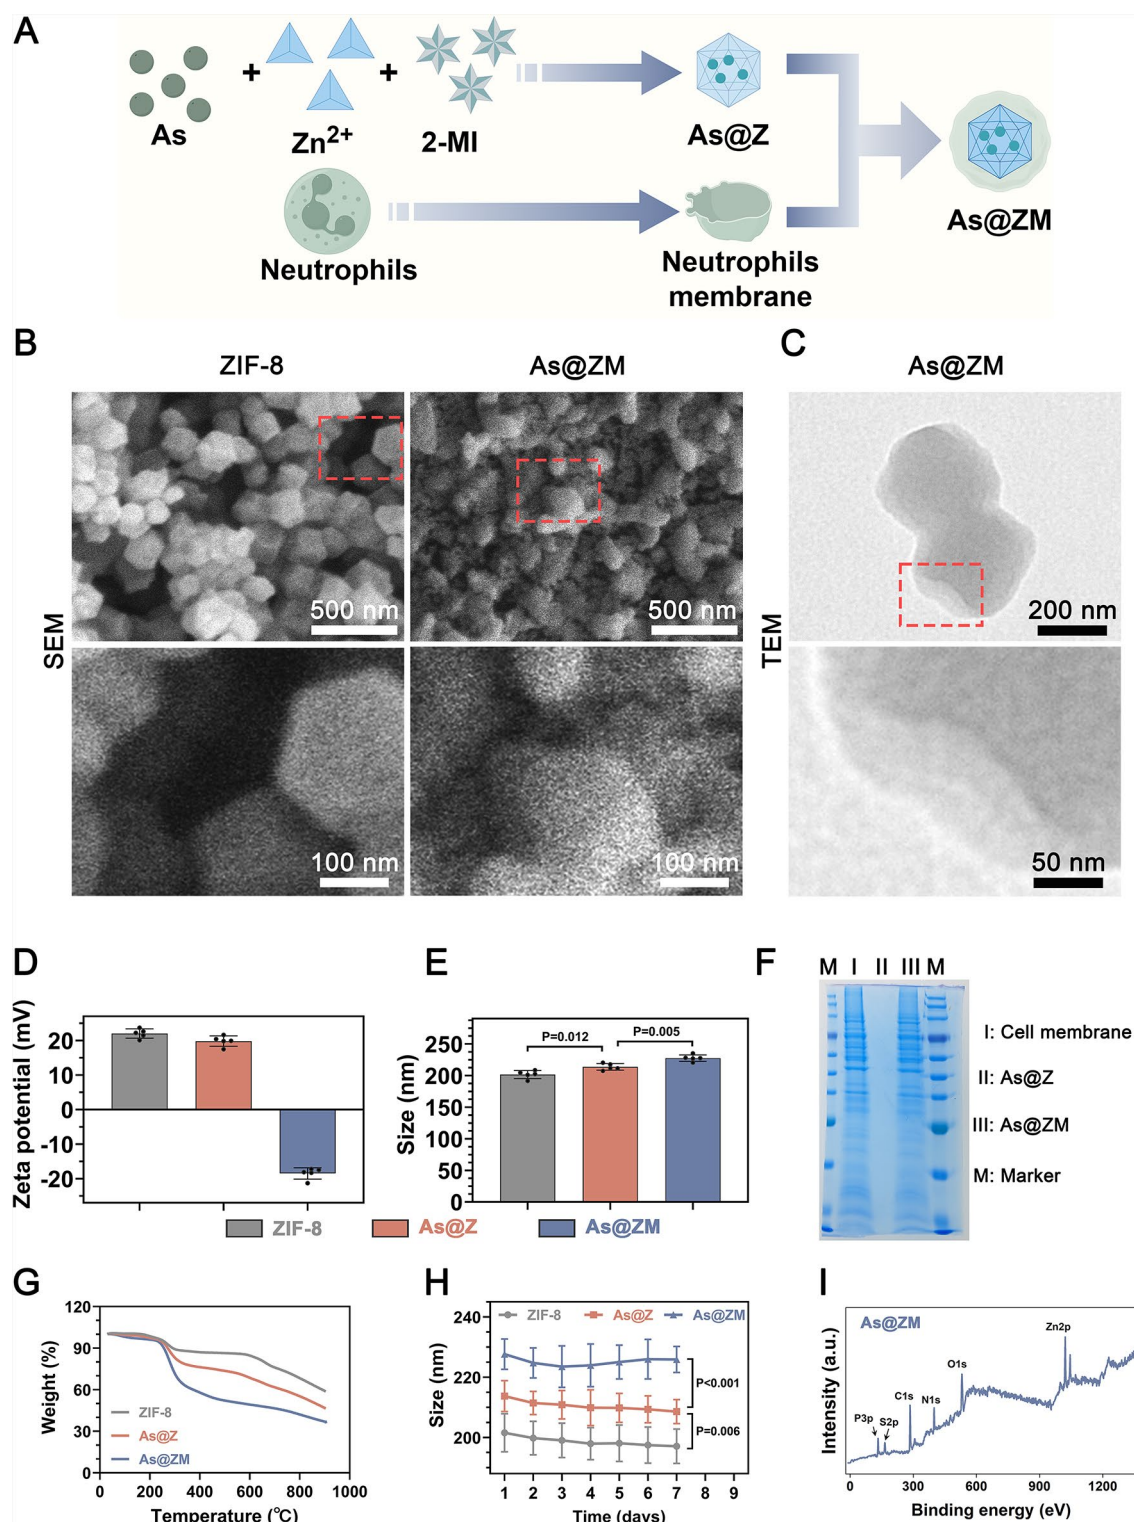 A
+ +
As Zn2+ 2-MI As@Z
As@ZM
Neutrophils Neutrophils
membrane
B C
ZIF-8 As@ZM As@ZM
SEM
500 nm 500 nm
100 nm 100 nm
TEM
200 nm
50 nm
D
Zeta potential (mV)
20
10
0
-10
-20
E
Size (nm)
250
200
150
100
50
0
P=0.012 P=0.005
ZIF-8 As@Z As@ZM
F
M I II III M
I: Cell membrane
II: As@Z
III: As@ZM
M: Marker
G
Weight (%)
120
90
60
30
0
ZIF-8
As@Z
As@ZM
0 200 400 600 800 1000
Temperature (℃)
H
Size (nm)
240
220
200
ZIF-8 As@Z As@ZM
P<0.001
P=0.006
1 2 3 4 5 6 7 8 9
Time (days)
I
As@ZM
Intensity (a.u.)
Zn2p
O1s
C1s
N1s
P3p S2p
0 300 600 900 1200
Binding energy (eV)